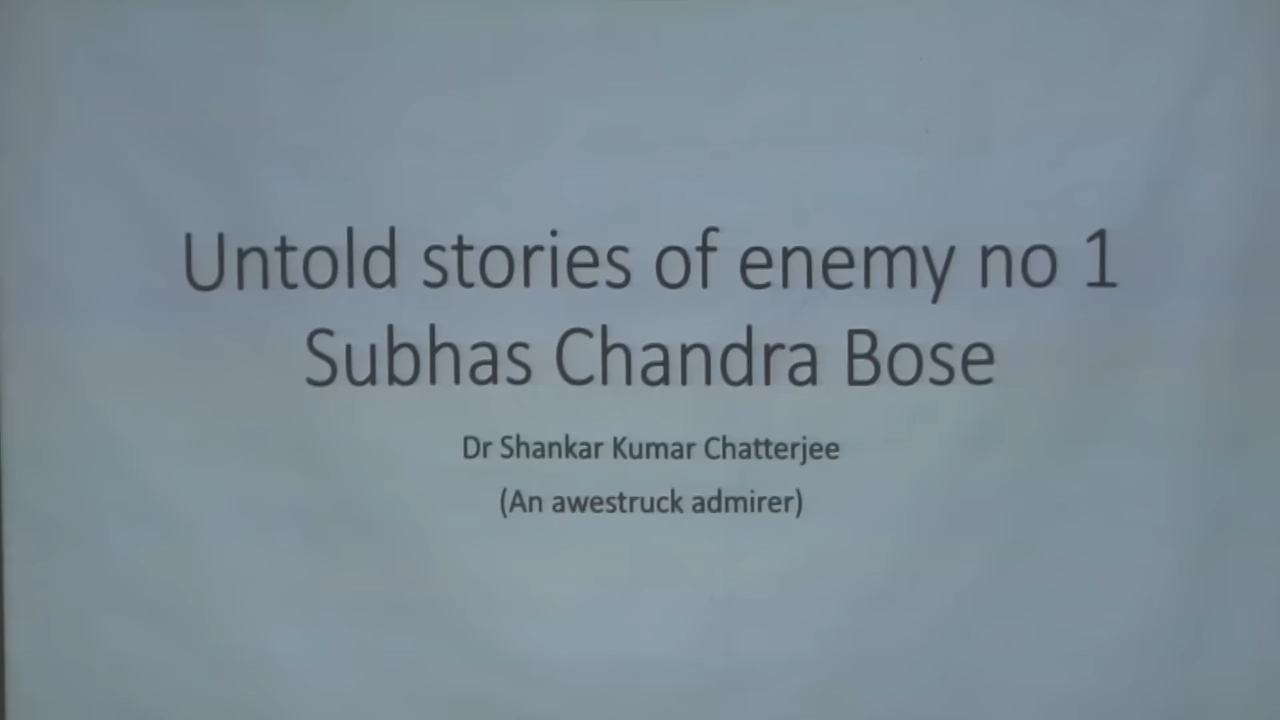 Untold stories of enemy no 1
Subhas Chandra Bose
Dr Shankar Kumar Chatterjee
(An awestruck admirer)